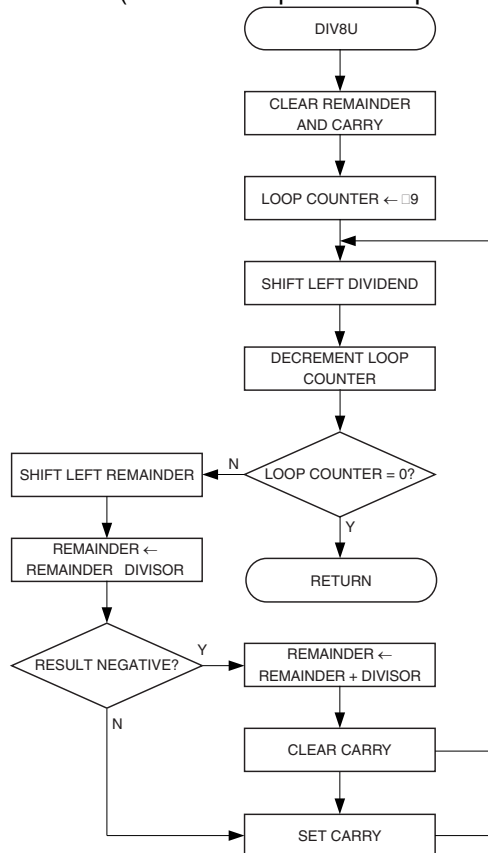 DIV8U
CLEAR REMAINDER
AND CARRY
LOOP COUNTER ← □9
SHIFT LEFT DIVIDEND
DECREMENT LOOP
COUNTER
LOOP COUNTER = 0?
N
Y
SHIFT LEFT REMAINDER
REMAINDER ←
REMAINDER DIVISOR
RETURN
RESULT NEGATIVE?
Y
N
REMAINDER ←
REMAINDER + DIVISOR
CLEAR CARRY
SET CARRY